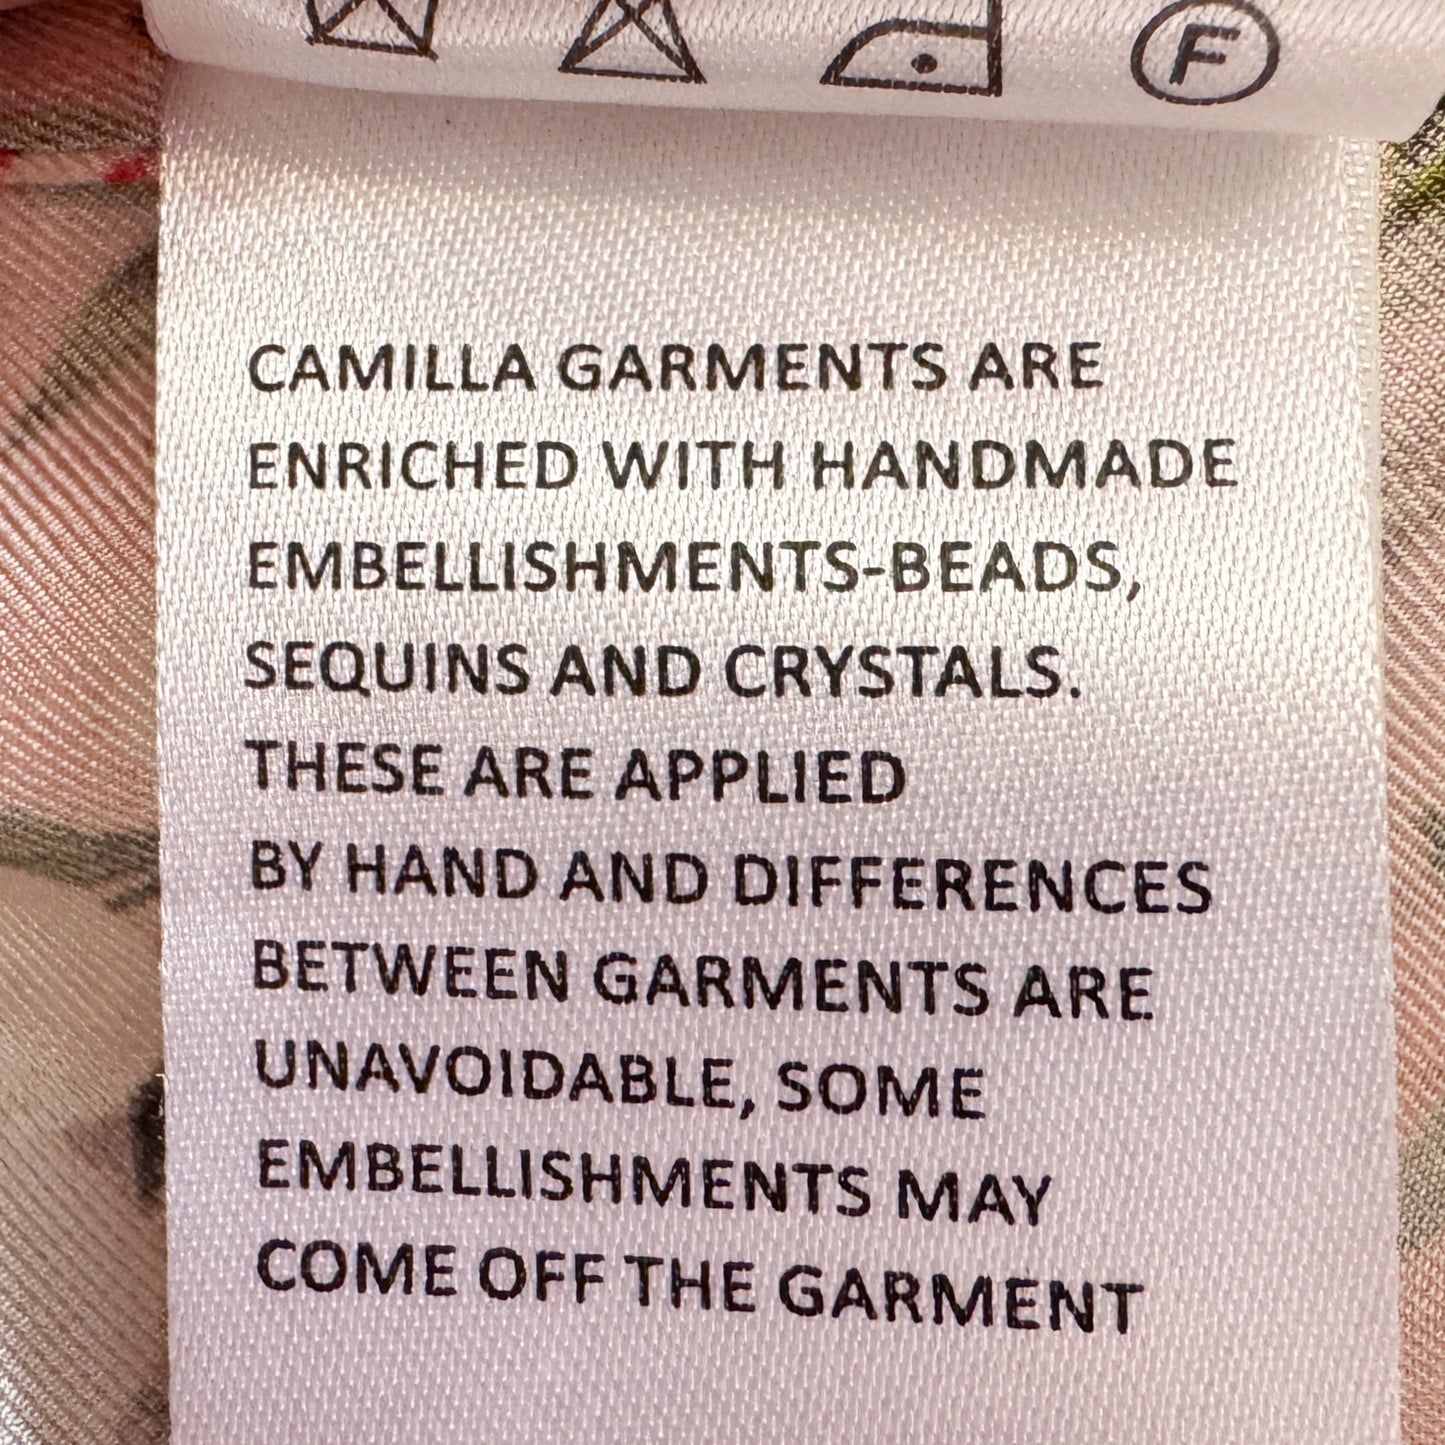 F
CAMILLA GARMENTS ARE
ENRICHED WITH HANDMADE
EMBELLISHMENTS-BEADS,
SEQUINS AND CRYSTALS.
THESE ARE APPLIED
BY HAND AND DIFFERENCES
BETWEEN GARMENTS ARE
UNAVOIDABLE, SOME
EMBELLISHMENTS MAY
COME OFF THE GARMENT